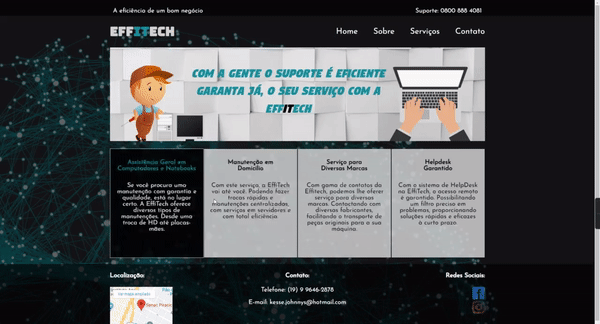 A eficiência de um bom negócio
Suporte: 0800 888 4081
EFFITECH
Home Sobre Serviços Contato
COM A GENTE O SUPORTE É EFICIENTE
GARANTA JÁ, O SEU SERVIÇO COM A
EFFITECH
Assistência Geral em
Computadores e Notebooks
Se você procura uma
manutenção com garantia e
qualidade, está no lugar
certo. A EffiTech oferece
diversos tipos de
manutenções. Desde uma
troca de HD até placas-
mãe.
Manutenção em
Domicílio
Com este serviço, a EffiTech
vai até você. Podendo fazer
trocas rápidas e
manutenções centralizadas,
com serviços em servidores e
com total eficiência.
Serviço para
Diversas Marcas
Com gama de contatos da
Effitech, podemos lhe oferecer
serviço para diversas
marcas. Contactando com
diversos fabricantes,
facilitando o transporte de
peças originais para a sua
máquina.
Helpdesk
Garantido
Com o sistema de HelpDesk
na EffiTech, o acesso remoto
é garantido. Possibilitando
um filtro preciso em
problemas, proporcionando
soluções rápidas e eficazes
a curto prazo.
Localização:
Contato:
Redes Sociais:
Telefone: (19) 9 9646-2878
E-mail: kesse.johnnys@hotmail.com